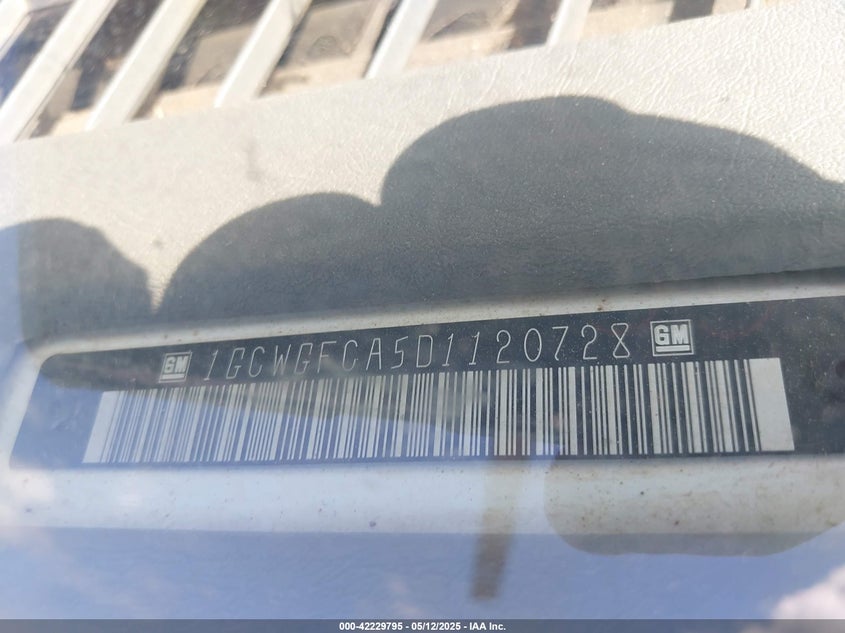 GM 1GCWGFCA5D1120728 GM
000-42229795 - 05/12/2025 - IAA Inc.